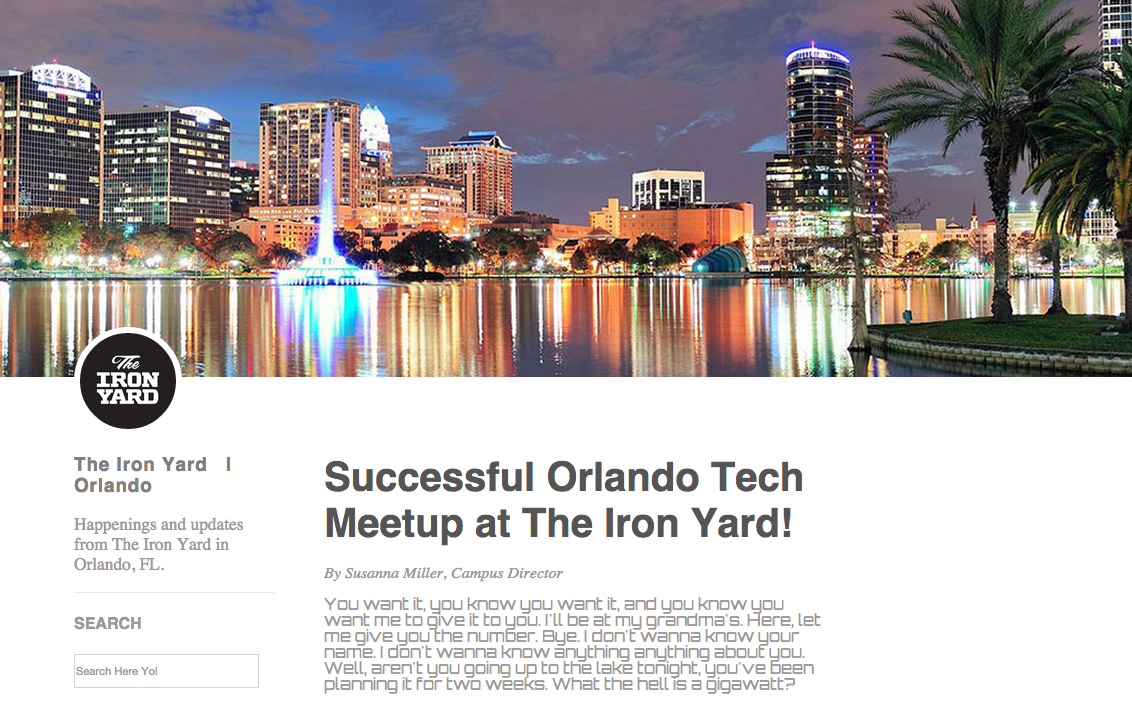 The
IRON
YARD
The Iron Yard | 
Orlando
Happenings and updates
from The Iron Yard in
Orlando, FL.
SEARCH
Search Here Yo!
Successful Orlando Tech
Meetup at The Iron Yard!
By Susanna Miller, Campus Director
You want it, you know you want it, and you know you
want me to give it to you. I'll be at my grandma's. Here, let
me give you the number. Bye. I don't wanna know your
name. I don't wanna know anything anything about you.
Well, aren't you going up to the lake tonight, you've been
planning it for two weeks. What the hell is a gigawatt?